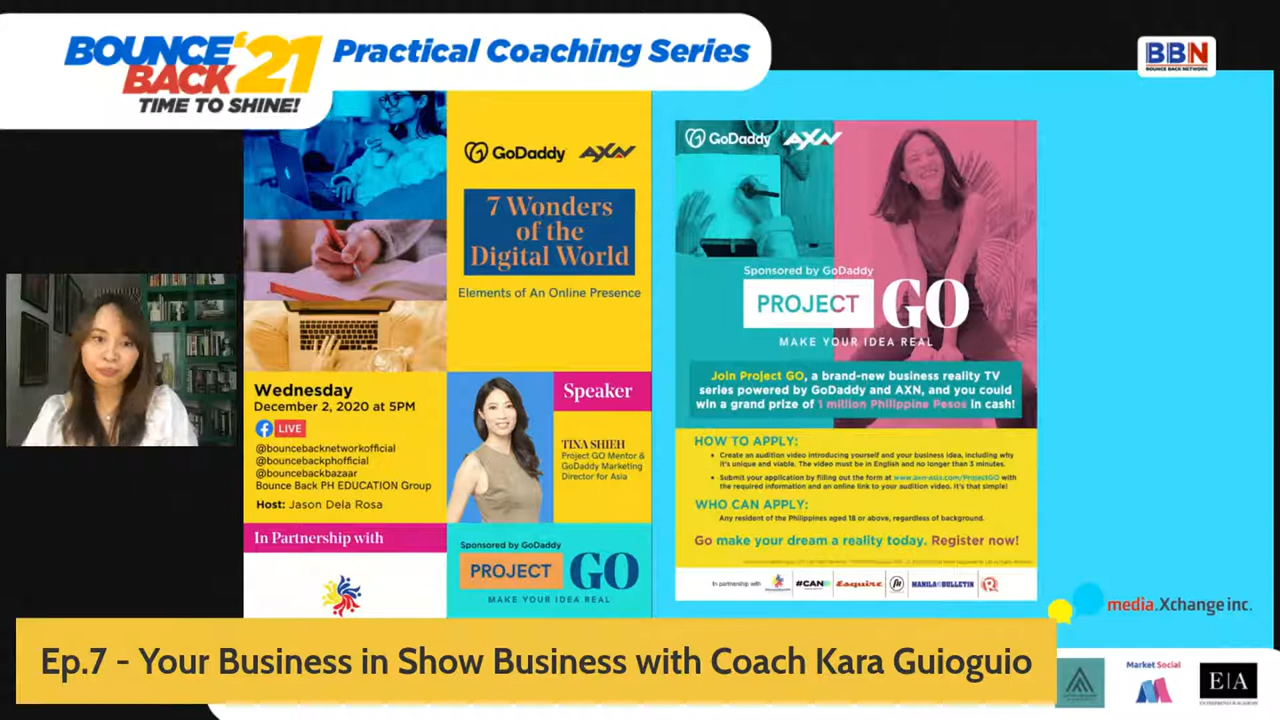 BOUNCE
BACK '21
TIME TO SHINE!
Practical Coaching Series
BBN
BOUNCE BACK NETWORK
GoDaddy AXN
7 Wonders
of the
Digital World
Elements of An Online Presence
Wednesday
December 2, 2020 at 5PM
LIVE
@bouncebacknetworkofficial
@bouncebackphofficial
@bouncebackbazaar
Bounce Back PH EDUCATION Group
Host: Jason Dela Rosa
Speaker
TINA SHIEH
Project GO Mentor &
GoDaddy Marketing
Director for Asia
In Partnership with
Sponsored by GoDaddy
PROJECT GO
MAKE YOUR IDEA REAL
GoDaddy AXN
Sponsored by GoDaddy
PROJECT GO
MAKE YOUR IDEA REAL
Join Project GO, a brand-new business reality TV
series powered by GoDaddy and AXN, and you could
win a grand prize of 1 million Philippine Pesos in cash!
HOW TO APPLY:
• Create an audition video introducing yourself and your business idea, including why
it's unique and viable. The video must be in English and no longer than 3 minutes.
• Submit your application by filling out the form at www.axn-asia.com/ProjectGO with
the required information and an online link to your audition video. It's that simple!
WHO CAN APPLY:
Any resident of the Philippines aged 18 or above, regardless of background.
Go make your dream a reality today. Register now!
In partnership with #CAN Esquire MANILA BULLETIN
media.Xchange inc.
Ep.7 - Your Business in Show Business with Coach Kara Guioguio
Market Social
E|A
ENTREPRENEUR ACADEMY